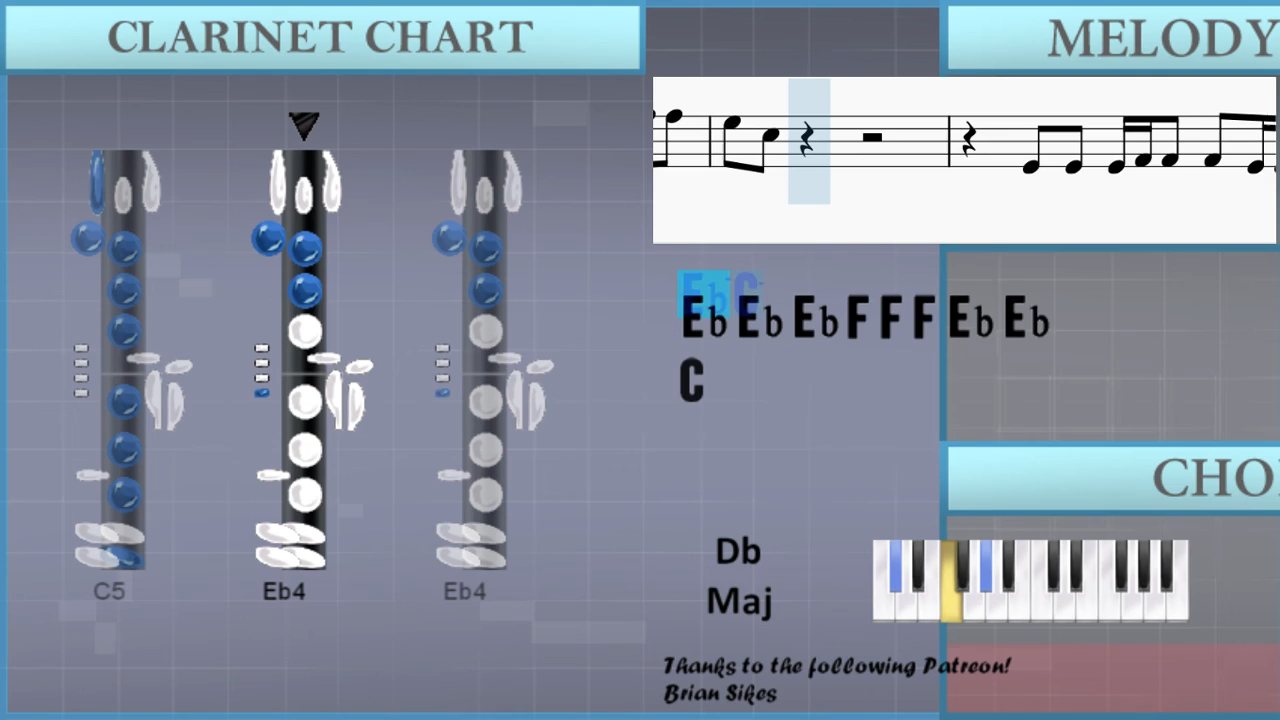 CLARINET CHART
MELODY
Eb C
Eb Eb Eb F F F Eb Eb
C
C5
Eb4
Eb4
CHO
Db
Maj
Thanks to the following Patreon!
Brian Sikes